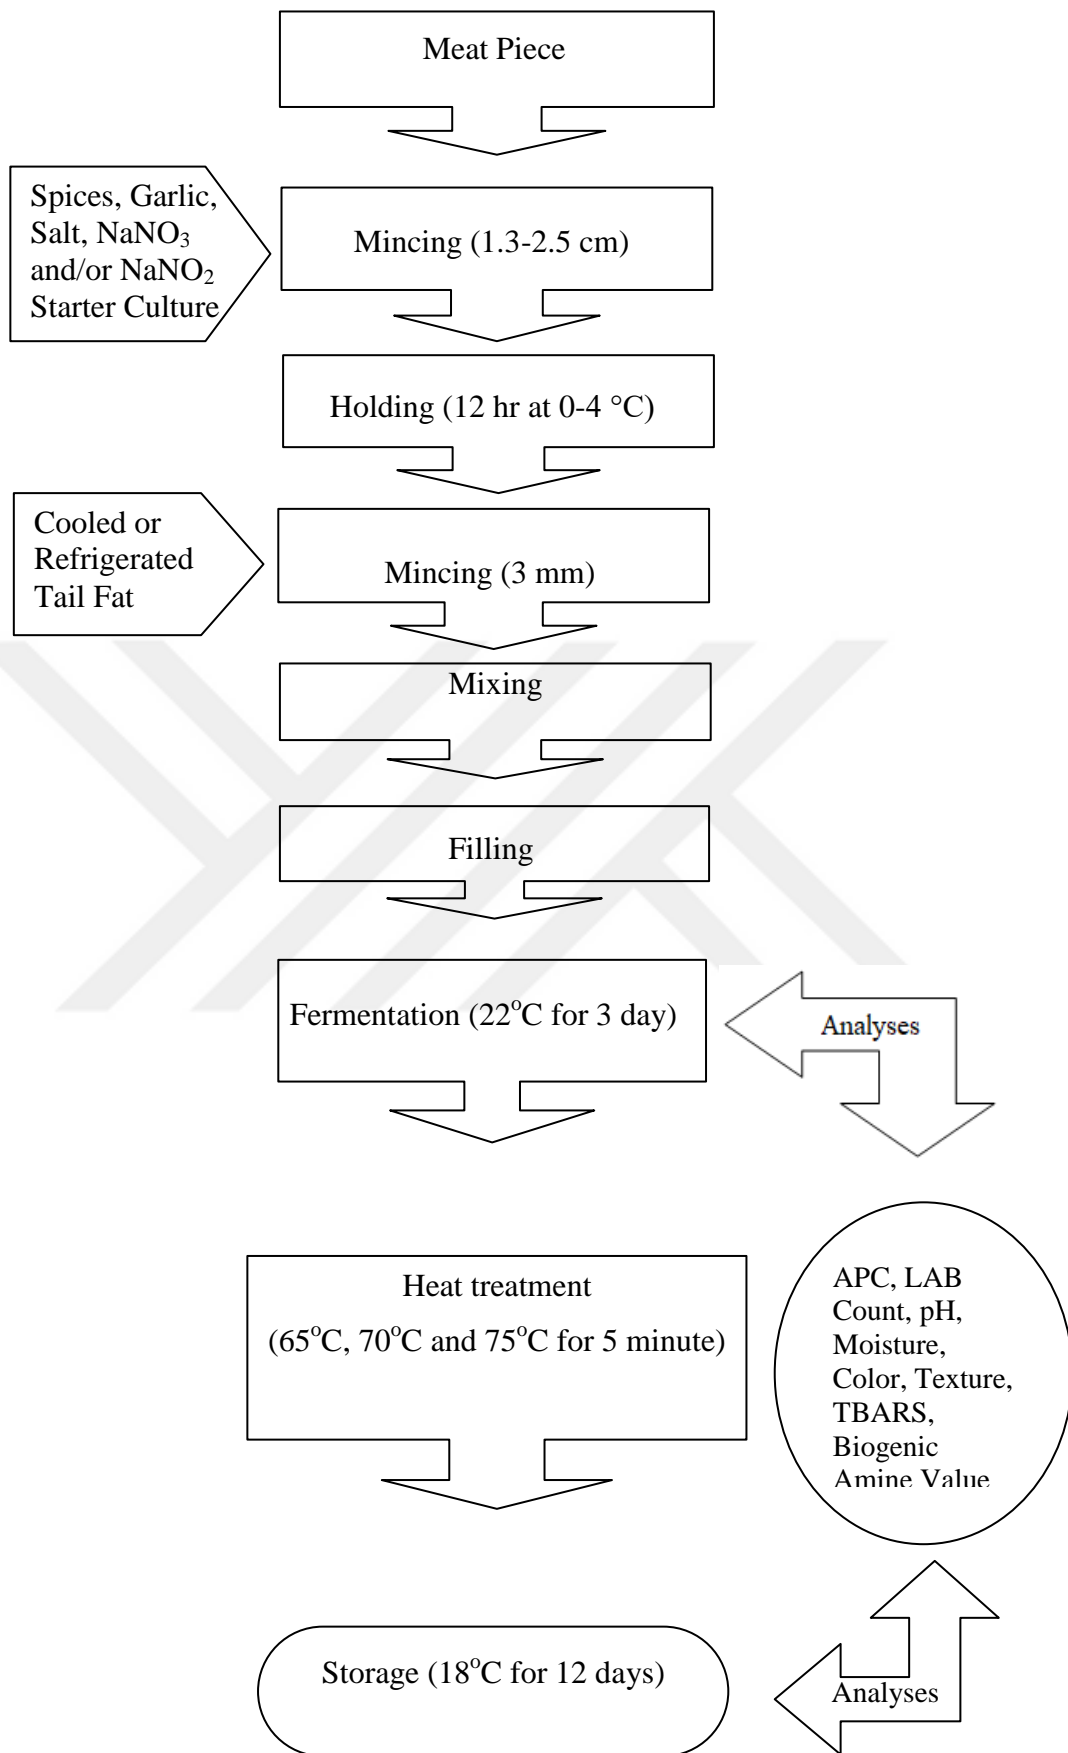 Meat Piece
Spices, Garlic,
Salt, NaNO₃
and/or NaNO₂
Starter Culture
Mincing (1.3-2.5 cm)
Holding (12 hr at 0-4 °C)
Cooled or
Refrigerated
Tail Fat
Mincing (3 mm)
Mixing
Filling
Fermentation (22°C for 3 day)
Analyses
Heat treatment
(65°C, 70°C and 75°C for 5 minute)
APC, LAB
Count, pH,
Moisture,
Color, Texture,
TBARS,
Biogenic
Amine Value
Storage (18°C for 12 days)
Analyses